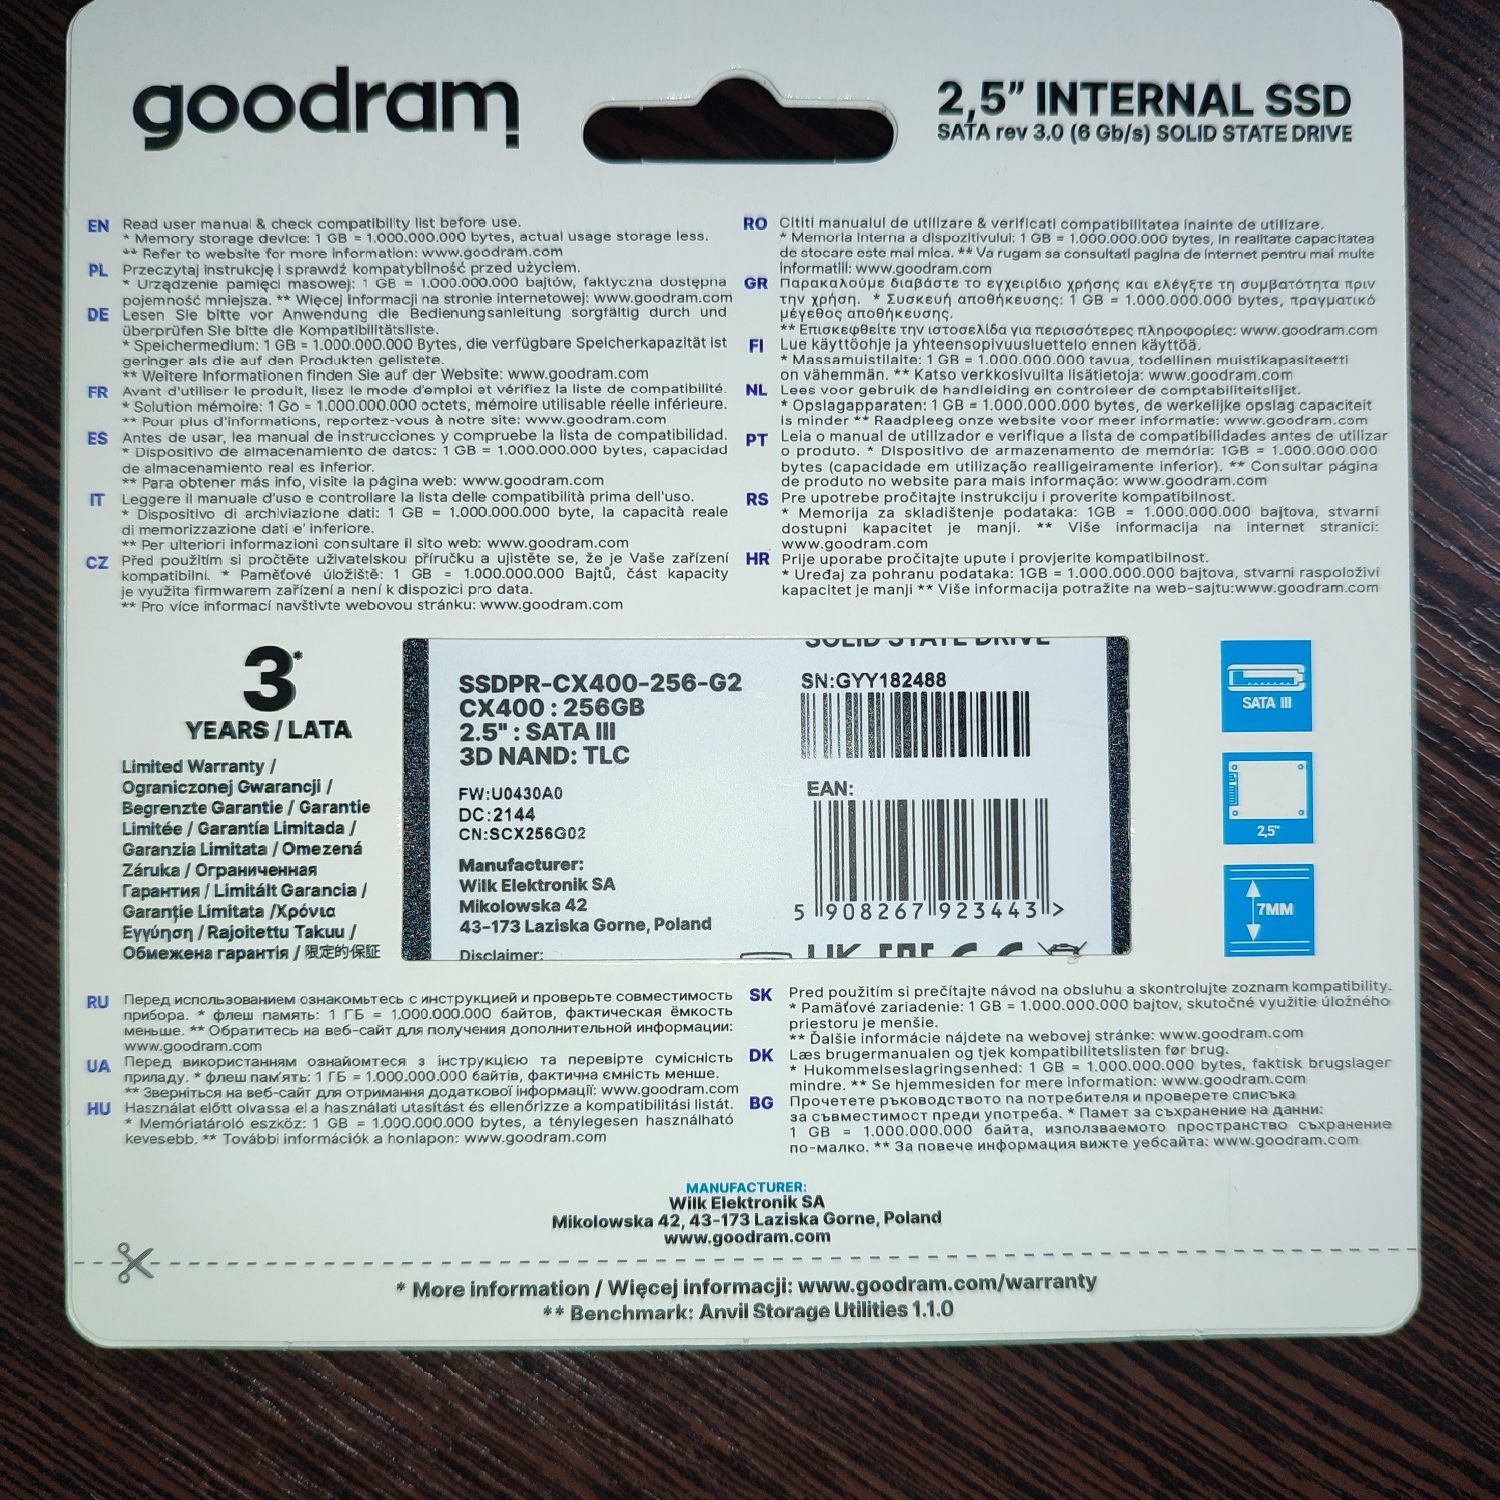 goodram
2,5” INTERNAL SSD
SATA rev 3.0 (6 Gb/s) SOLID STATE DRIVE
EN Read user manual & check compatibility list before use.
* Memory storage device: 1 GB = 1.000.000.000 bytes, actual usage storage less.
** Refer to website for more information: www.goodram.com
PL Przeczytaj instrukcję i sprawdź kompatybilność przed użyciem.
* Urządzenie pamięci masowej: 1 GB = 1.000.000.000 bajtów, faktyczna dostępna
pojemność mniejsza. ** Więcej informacji na stronie internetowej: www.goodram.com
DE Lesen Sie bitte vor Anwendung die Bedienungsanleitung sorgfältig durch und
überprüfen Sie bitte die Kompatibilitätsliste.
* Speichermedium: 1 GB = 1.000.000.000 Bytes, die verfügbare Speicherkapazität ist
geringer als die auf den Produkten gelistete.
** Weitere Informationen finden Sie auf der Website: www.goodram.com
FR Avant d'utiliser le produit, lisez le mode d'emploi et vérifiez la liste de compatibilité.
* Solution mémoire: 1 Go = 1.000.000.000 octets, mémoire utilisable réelle inférieure.
** Pour plus d'informations, reportez-vous à notre site: www.goodram.com
ES Antes de usar, lea manual de instrucciones y compruebe la lista de compatibilidad.
* Dispositivo de almacenamiento de datos: 1 GB = 1.000.000.000 bytes, capacidad
de almacenamiento real es inferior.
** Para obtener más info, visite la página web: www.goodram.com
IT Leggere il manuale d'uso e controllare la lista delle compatibilità prima dell'uso.
* Dispositivo di archiviazione dati: 1 GB = 1.000.000.000 byte, la capacità reale
di memorizzazione dati e' inferiore.
** Per ulteriori informazioni consultare il sito web: www.goodram.com
CZ Před použitím si pročtěte uživatelskou příručku a ujistěte se, že je Vaše zařízení
kompatibilní. * Paměťové úložiště: 1 GB = 1.000.000.000 Bajtů, část kapacity
je využita firmwarem zařízení a není k dispozici pro data.
** Pro více informací navštivte webovou stránku: www.goodram.com
RO Cititi manualul de utilizare & verificati compatibilitatea inainte de utilizare.
* Memoria interna a dispozitivului: 1 GB = 1.000.000.000 bytes, in realitate capacitatea
de stocare este mai mica. ** Va rugam sa consultati pagina de internet pentru mai multe
informatii: www.goodram.com
GR Παρακαλούμε διαβάστε το εγχειρίδιο χρήσης και ελέγξτε τη συμβατότητα πριν
την χρήση. * Συσκευή αποθήκευσης: 1 GB = 1.000.000.000 bytes, πραγματικό
μέγεθος αποθήκευσης.
** Επισκεφθείτε την ιστοσελίδα για περισσότερες πληροφορίες: www.goodram.com
FI Lue käyttöohje ja yhteensopivuusluettelo ennen käyttöä.
* Massamuistilaite: 1 GB = 1.000.000.000 tavua, todellinen muistikapasiteetti
on vähemmän. ** Katso verkkosivuilta lisätietoja: www.goodram.com
NL Lees voor gebruik de handleiding en controleer de comptabiliteitslijst.
* Opslagapparaten: 1 GB = 1.000.000.000 bytes, de werkelijke opslag capaciteit
is minder ** Raadpleeg onze website voor meer informatie: www.goodram.com
PT Leia o manual de utilizador e verifique a lista de compatibilidades antes de utilizar
o produto. * Dispositivo de armazenamento de memória: 1GB = 1.000.000.000
bytes (capacidade em utilização realligeiramente inferior). ** Consultar página
de produto no website para mais informação: www.goodram.com
RS Pre upotrebe pročitajte instrukciju i proverite kompatibilnost.
* Memorija za skladištenje podataka: 1GB = 1.000.000.000 bajtova, stvarni
dostupni kapacitet je manji. ** Više informacija na internet stranici:
www.goodram.com
HR Prije uporabe pročitajte upute i provjerite kompatibilnost.
* Uređaj za pohranu podataka: 1GB = 1.000.000.000 bajtova, stvarni raspoloživi
kapacitet je manji ** Više informacija potražite na web-sajtu:www.goodram.com
3*
YEARS / LATA
Limited Warranty /
Ograniczonej Gwarancji /
Begrenzte Garantie / Garantie
Limitée / Garantía Limitada /
Garanzia Limitata / Omezená
Záruka / Ограниченная
Гарантия / Limitált Garancia /
Garanție Limitata /Χρόνια
Εγγύηση / Rajoitettu Takuu /
Обмежена гарантія / 限定的保証
SOLID STATE DRIVE
SSDPR-CX400-256-G2
CX400 : 256GB
2.5" : SATA III
3D NAND: TLC
FW:U0430A0
DC:2144
CN:SCX256G02
Manufacturer:
Wilk Elektronik SA
Mikolowska 42
43-173 Laziska Gorne, Poland
Disclaimer:
SN:GYY182488
EAN:
5 908267 923443 >
UK EAC CE
SATA III
2,5"
7MM
RU Перед использованием ознакомьтесь с инструкцией и проверьте совместимость
прибора. * флеш память: 1 ГБ = 1.000.000.000 байтов, фактическая ёмкость
меньше. ** Обратитесь на веб-сайт для получения дополнительной информации:
www.goodram.com
UA Перед використанням ознайомтеся з інструкцією та перевірте сумісність
приладу. * флеш пам'ять: 1 ГБ = 1.000.000.000 байтів, фактична ємність менше.
** Зверніться на веб-сайт для отримання додаткової інформації: www.goodram.com
HU Használat előtt olvassa el a használati utasítást és ellenőrizze a kompatibilitási listát.
* Memóriatároló eszköz: 1 GB = 1.000.000.000 bytes, a ténylegesen használható
kevesebb. ** További információk a honlapon: www.goodram.com
SK Pred použitím si prečítajte návod na obsluhu a skontrolujte zoznam kompatibility.
* Pamäťové zariadenie: 1 GB = 1.000.000.000 bajtov, skutočné využitie úložného
priestoru je menšie.
** Ďalšie informácie nájdete na webovej stránke: www.goodram.com
DK Læs brugermanualen og tjek kompatibilitetslisten før brug.
* Hukommelseslagringsenhed: 1 GB = 1.000.000.000 bytes, faktisk brugslager
mindre. ** Se hjemmesiden for mere information: www.goodram.com
BG Прочетете ръководството па потребителя и проверете списъка
за съвместимост преди употреба. * Памет за съхранение на данни:
1 GB = 1.000.000.000 байта, използваемото пространство съхранение
по-малко. ** За повече информация вижте уебсайта: www.goodram.com
MANUFACTURER:
Wilk Elektronik SA
Mikolowska 42, 43-173 Laziska Gorne, Poland
www.goodram.com
* More information / Więcej informacji: www.goodram.com/warranty
** Benchmark: Anvil Storage Utilities 1.1.0